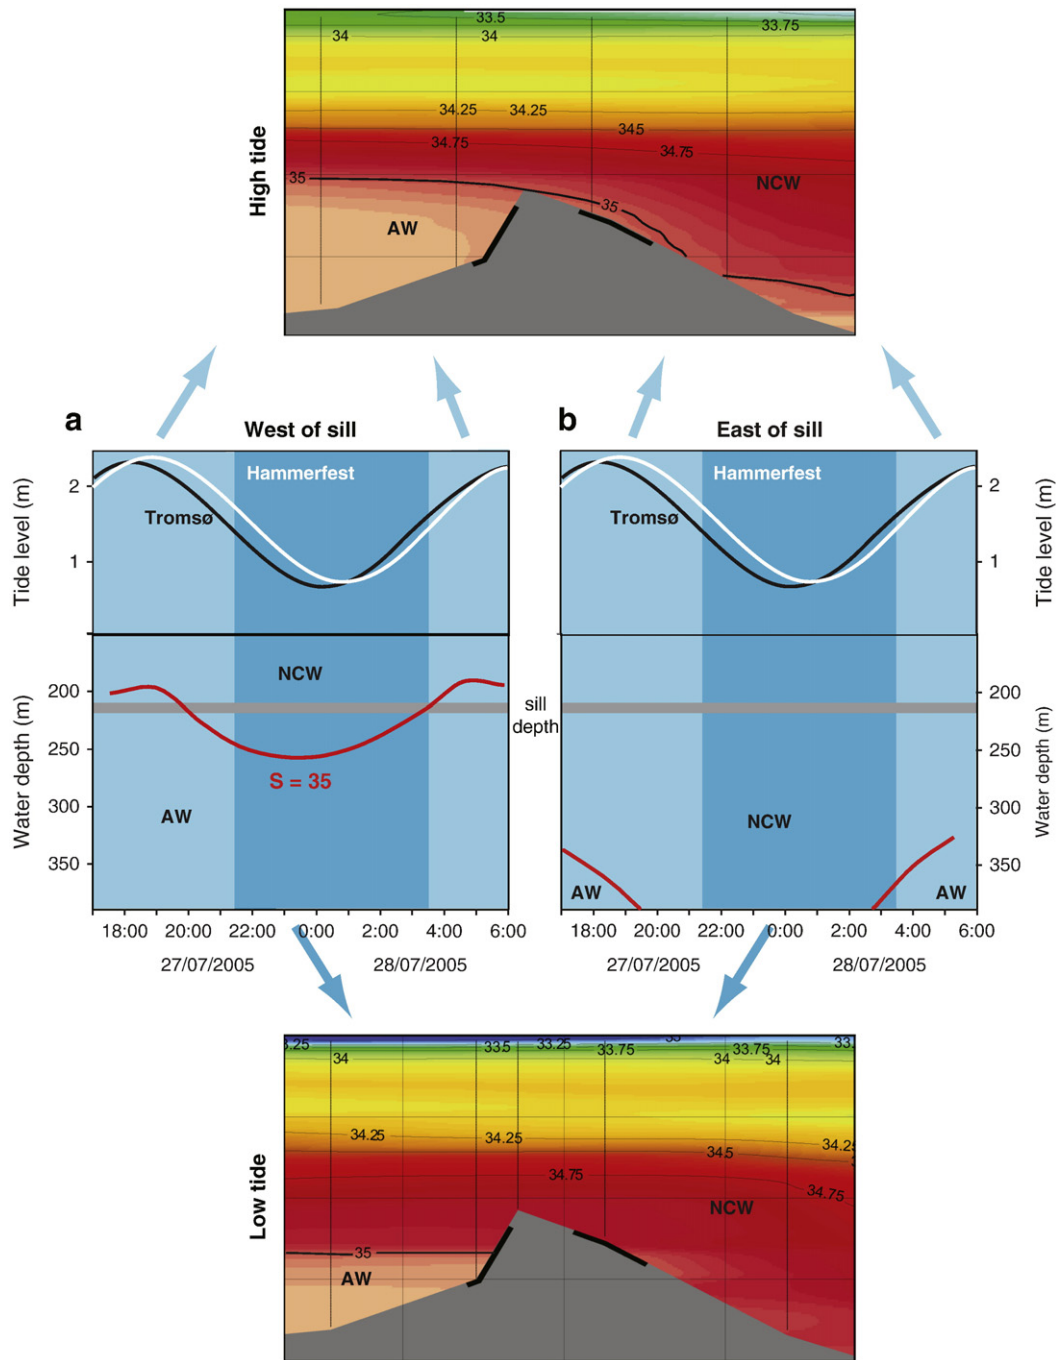 High tide
33.5
33.75
34
34
34.25
34.25
34.5
34.75
34.75
NCW
35
35
AW
a
West of sill
b
East of sill
Hammerfest
Tromsø
Tide level (m)
2
1
NCW
S = 35
AW
Water depth (m)
200
250
300
350
18:00 20:00 22:00 0:00 2:00 4:00 6:00
27/07/2005 28/07/2005
sill
depth
Hammerfest
Tromsø
Tide level (m)
2
1
NCW
AW
AW
Water depth (m)
200
250
300
350
18:00 20:00 22:00 0:00 2:00 4:00 6:00
27/07/2005 28/07/2005
Low tide
33.5 33.25
33.75 33.75
34
34 34
34.25 34.25
34.5
34.75
34.75
NCW
35
AW